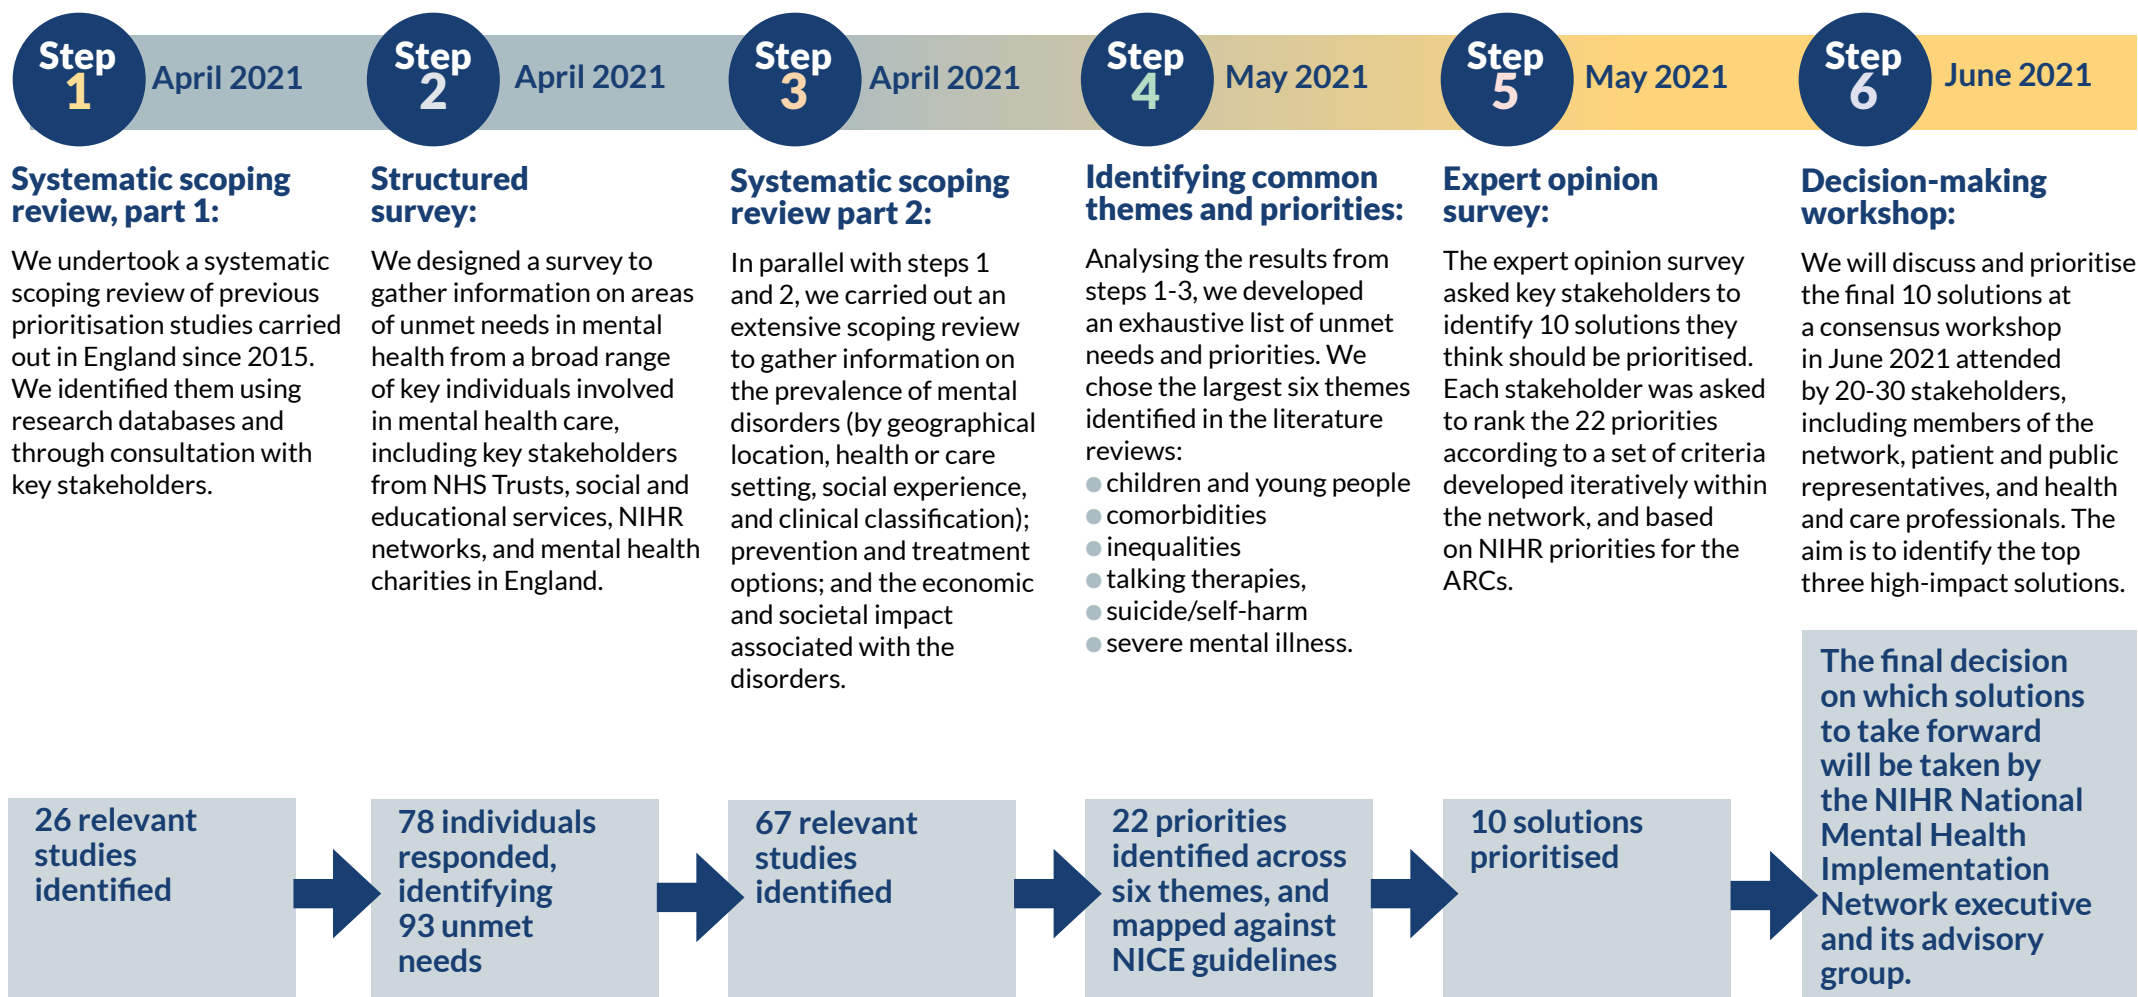 Step
1
April 2021
Systematic scoping
review, part 1:
We undertook a systematic
scoping review of previous
prioritisation studies carried
out in England since 2015.
We identified them using
research databases and
through consultation with
key stakeholders.
26 relevant
studies
identified
Step
2
April 2021
Structured
survey:
We designed a survey to
gather information on areas
of unmet needs in mental
health from a broad range
of key individuals involved
in mental health care,
including key stakeholders
from NHS Trusts, social and
educational services, NIHR
networks, and mental health
charities in England.
78 individuals
responded,
identifying
93 unmet
needs
Step
3
April 2021
Systematic scoping
review part 2:
In parallel with steps 1
and 2, we carried out an
extensive scoping review
to gather information on
the prevalence of mental
disorders (by geographical
location, health or care
setting, social experience,
and clinical classification);
prevention and treatment
options; and the economic
and societal impact
associated with the
disorders.
67 relevant
studies
identified
Step
4
May 2021
Identifying common
themes and priorities:
Analysing the results from
steps 1-3, we developed
an exhaustive list of unmet
needs and priorities. We
chose the largest six themes
identified in the literature
reviews:
● children and young people
● comorbidities
● inequalities
● talking therapies,
● suicide/self-harm
● severe mental illness.
22 priorities
identified across
six themes, and
mapped against
NICE guidelines
Step
5
May 2021
Expert opinion
survey:
The expert opinion survey
asked key stakeholders to
identify 10 solutions they
think should be prioritised.
Each stakeholder was asked
to rank the 22 priorities
according to a set of criteria
developed iteratively within
the network, and based
on NIHR priorities for the
ARCs.
10 solutions
prioritised
Step
6
June 2021
Decision-making
workshop:
We will discuss and prioritise
the final 10 solutions at
a consensus workshop
in June 2021 attended
by 20-30 stakeholders,
including members of the
network, patient and public
representatives, and health
and care professionals. The
aim is to identify the top
three high-impact solutions.
The final decision
on which solutions
to take forward
will be taken by
the NIHR National
Mental Health
Implementation
Network executive
and its advisory
group.